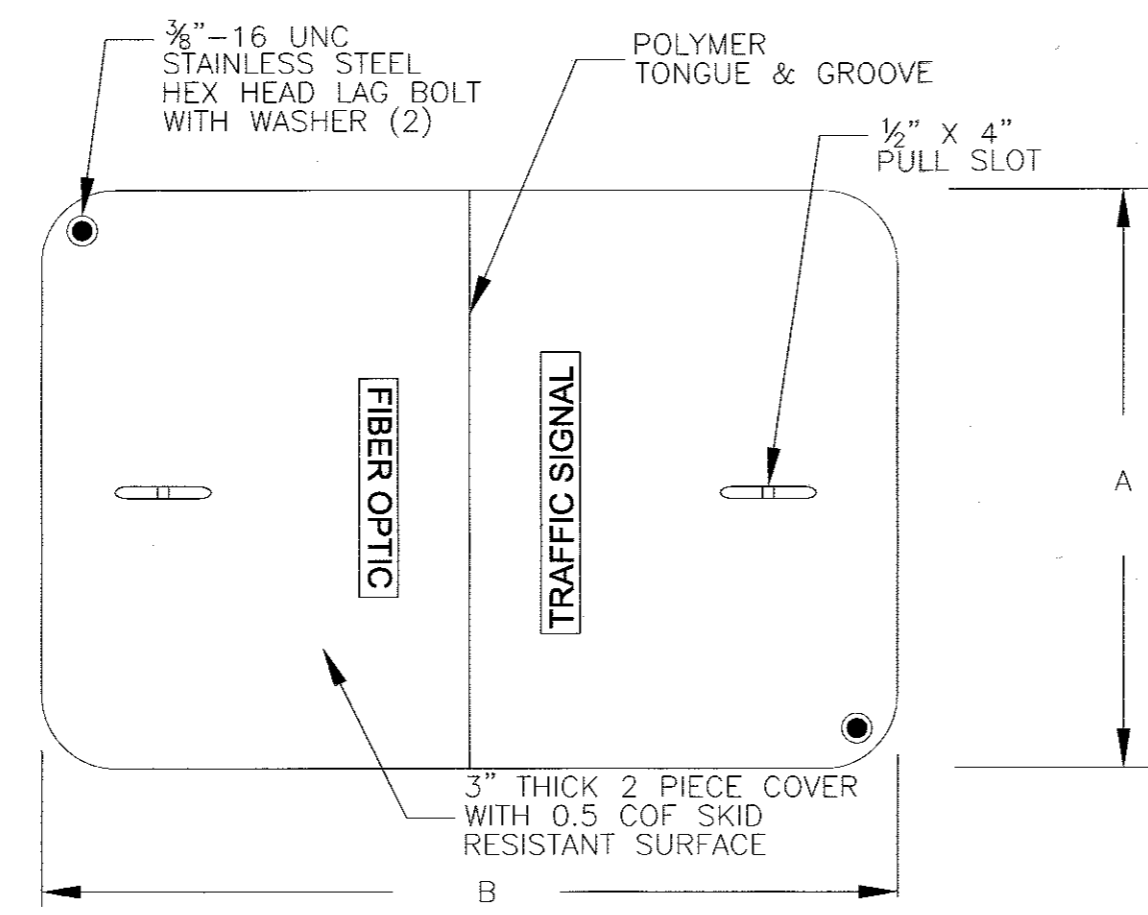 ⅜"-16 UNC
STAINLESS STEEL
HEX HEAD LAG BOLT
WITH WASHER (2)
POLYMER
TONGUE & GROOVE
½" X 4"
PULL SLOT
FIBER OPTIC
TRAFFIC SIGNAL
A
3" THICK 2 PIECE COVER
WITH 0.5 COF SKID
RESISTANT SURFACE
B